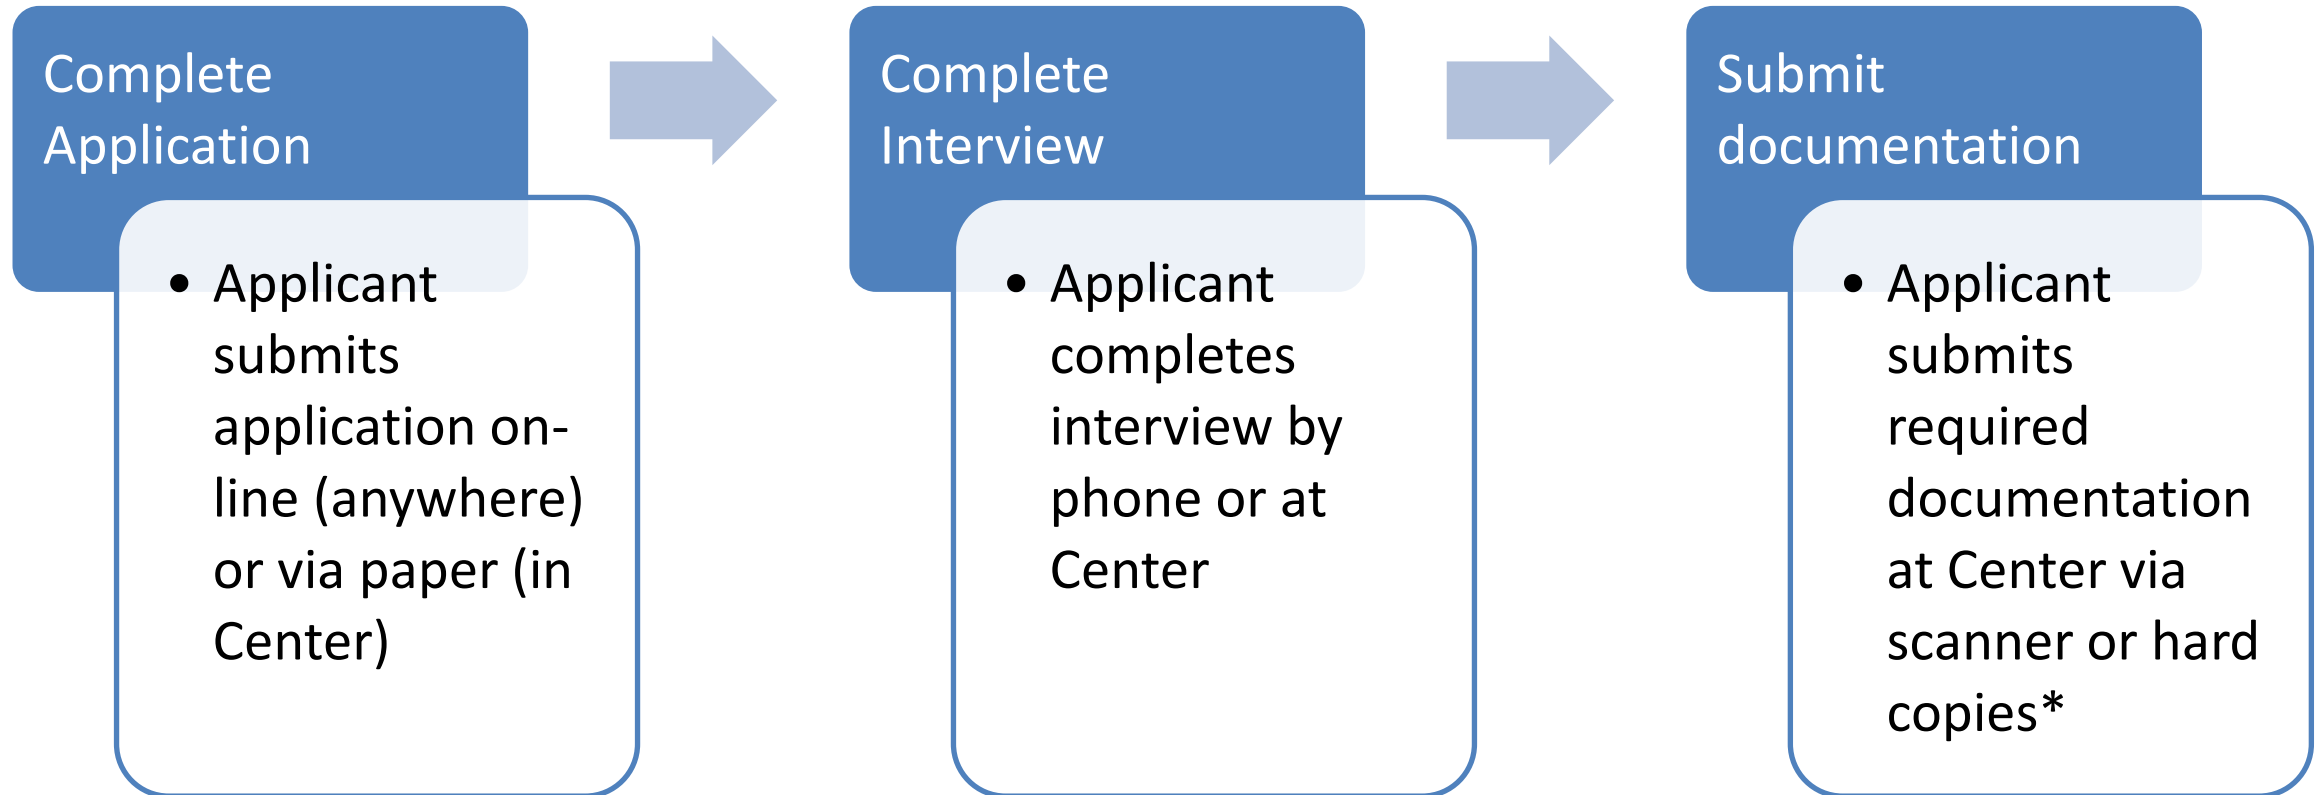 Complete
Application
• Applicant
submits
application on-
line (anywhere)
or via paper (in
Center)
Complete
Interview
• Applicant
completes
interview by
phone or at
Center
Submit
documentation
• Applicant
submits
required
documentation
at Center via
scanner or hard
copies*